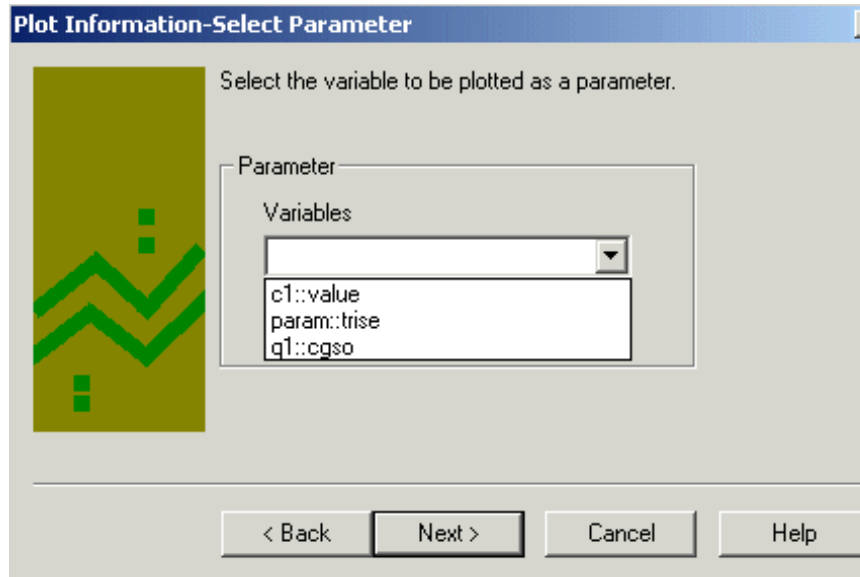 Plot Information-Select Parameter
Select the variable to be plotted as a parameter.
Parameter
Variables
c1::value
param::trise
q1::cgso
< Back
Next >
Cancel
Help